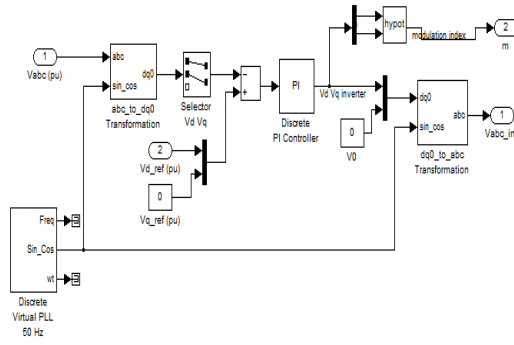 1
Vabc (pu)
abc
sin_cos
dq0
abc_to_dq0
Transformation
Selector
Vd Vq
−
+
PI
Discrete
PI Controller
hypot
modulation index
2
m
Vd Vq inverter
0
V0
dq0
sin_cos
abc
dq0_to_abc
Transformation
1
Vabc_in
2
Vd_ref (pu)
0
Vq_ref (pu)
Freq
Sin_Cos
wt
Discrete
Virtual PLL
50 Hz